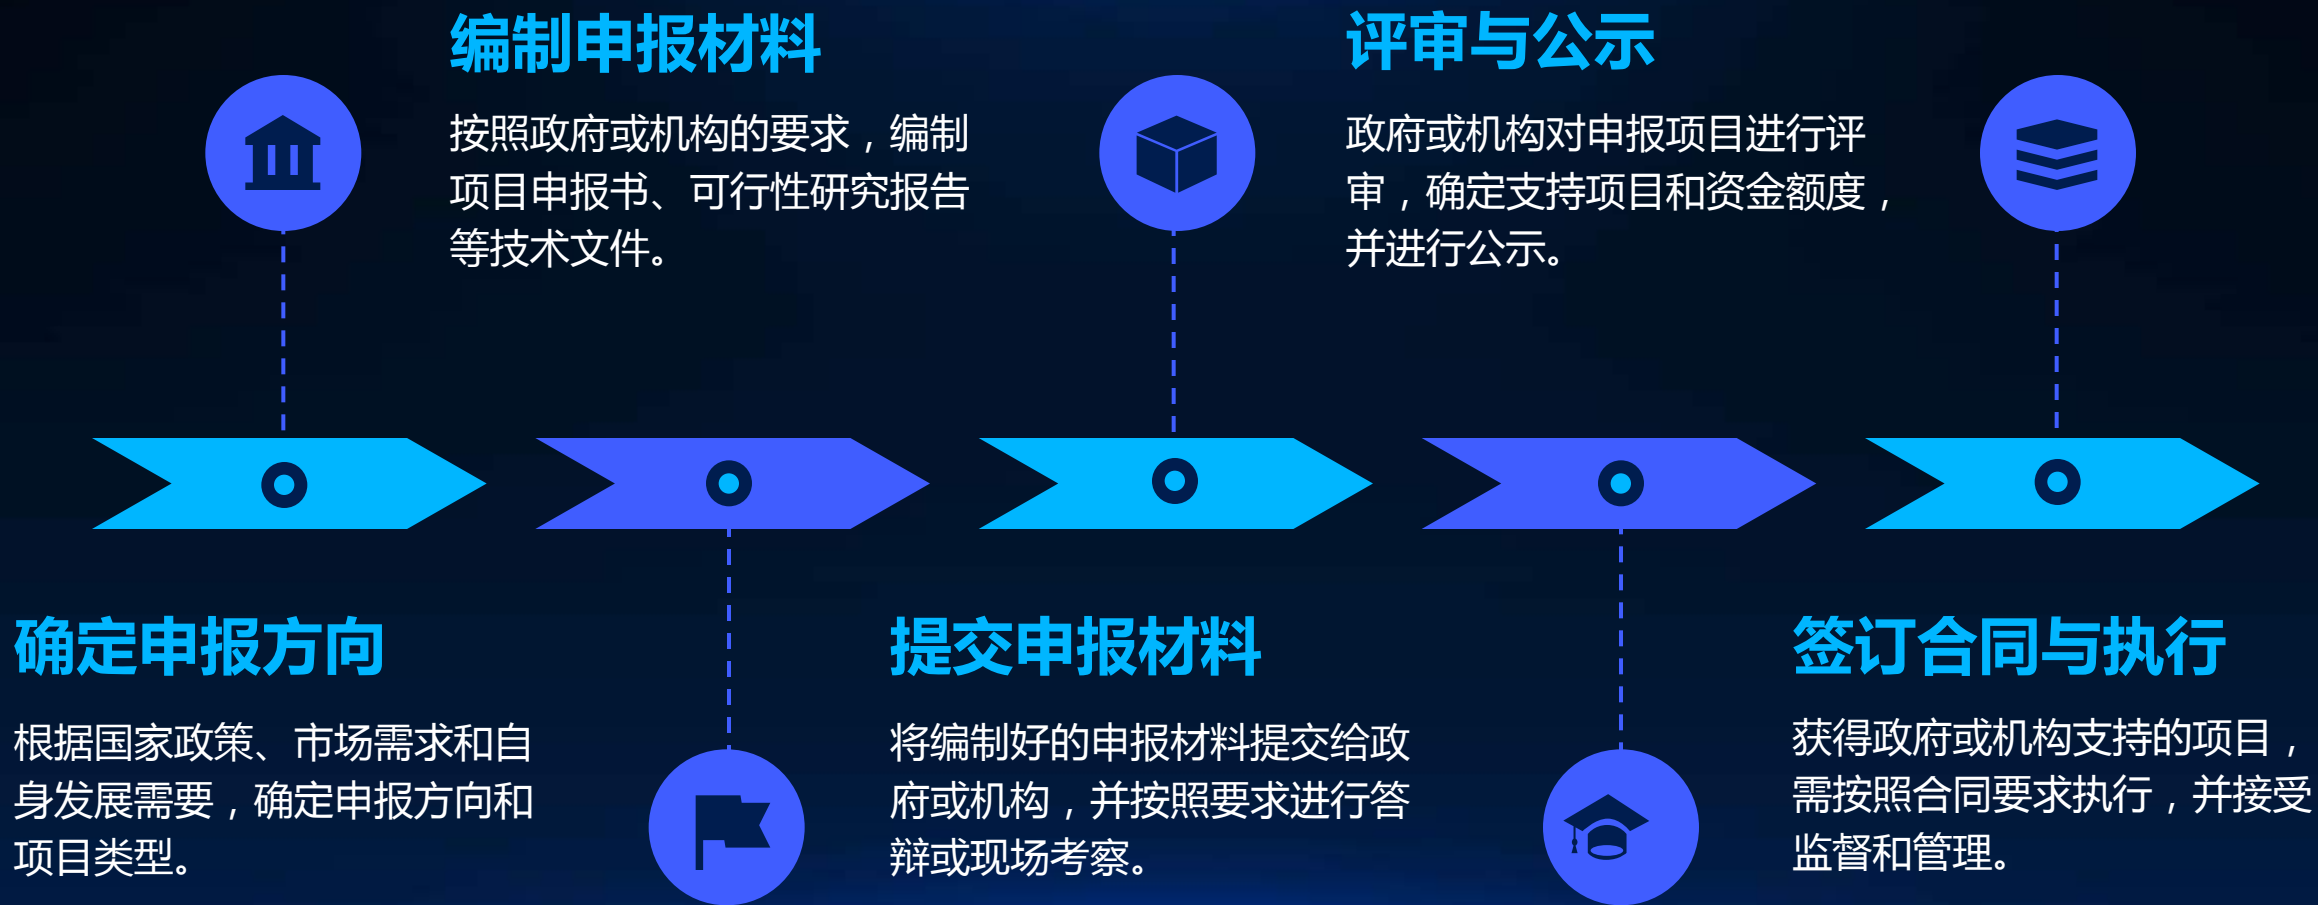 编制申报材料
按照政府或机构的要求，编制
项目申报书、可行性研究报告
等技术文件。
评审与公示
政府或机构对申报项目进行评
审，确定支持项目和资金额度，
并进行公示。
确定申报方向
根据国家政策、市场需求和自
身发展需要，确定申报方向和
项目类型。
提交申报材料
将编制好的申报材料提交给政
府或机构，并按照要求进行答
辩或现场考察。
签订合同与执行
获得政府或机构支持的项目，
需按照合同要求执行，并接受
监督和管理。